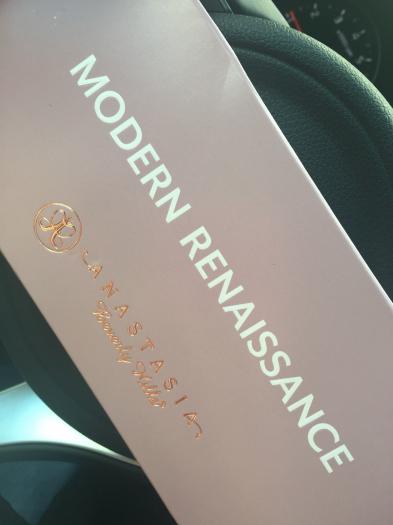 MODERN RENAISSANCE
ANASTASIA
Beverly Hills